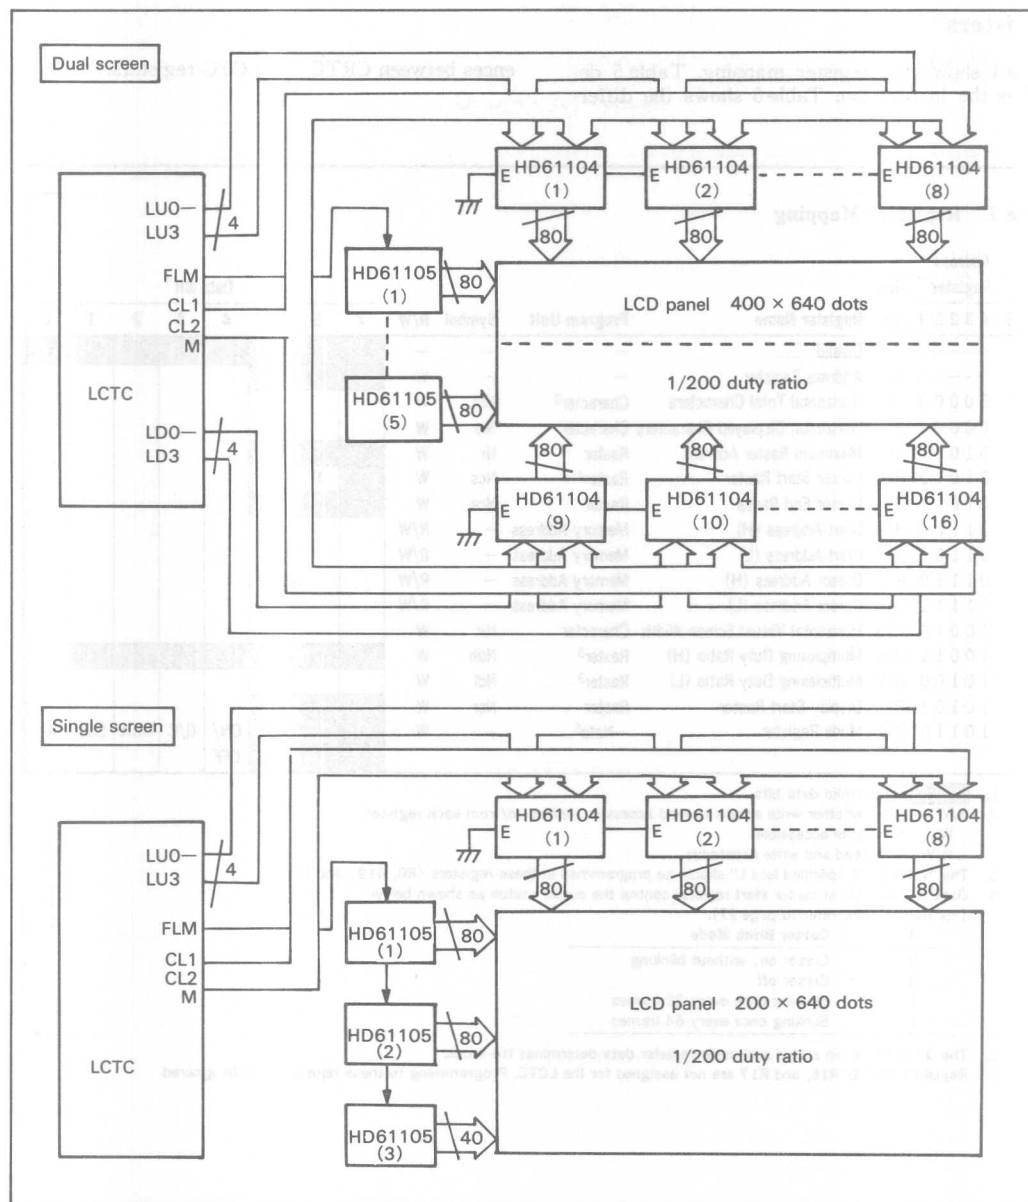 Dual screen
HD61104
(1)
E
HD61104
(2)
HD61104
(8)
E
LU0—
LU3
4
80
80
80
FLM
CL1
CL2
M
HD61105
(1)
80
LCD panel 400 × 640 dots
1/200 duty ratio
LCTC
HD61105
(5)
80
LD0—
LD3
4
80
80
80
E
HD61104
(9)
HD61104
(10)
HD61104
(16)
E
Single screen
E
HD61104
(1)
HD61104
(2)
HD61104
(8)
E
LU0—
LU3
4
80
80
80
FLM
CL1
CL2
M
HD61105
(1)
80
LCD panel 200 × 640 dots
1/200 duty ratio
HD61105
(2)
80
LCTC
HD61105
(3)
40